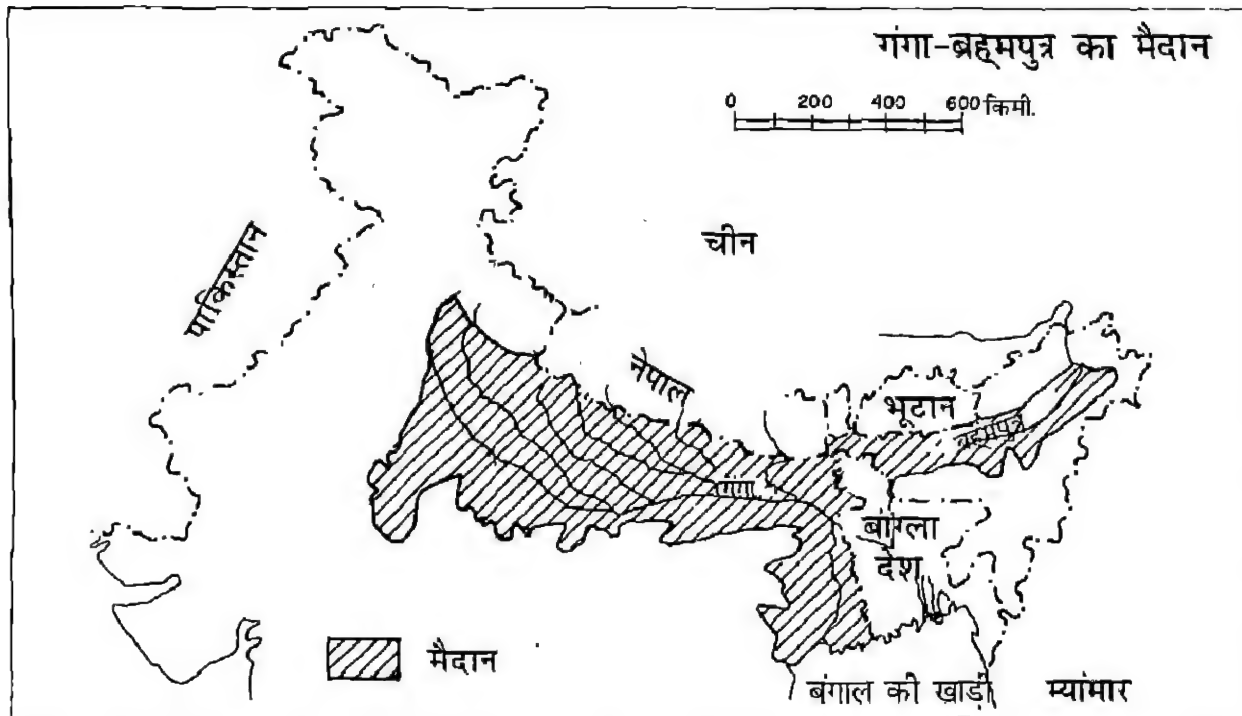 गंगा-ब्रह्मपुत्र का मैदान
0 200 400 600 किमी.
चीन
पाकिस्तान
नेपाल
भूटान
ब्रह्मपुत्र
गंगा
बांग्ला
देश
मैदान
बंगाल की खाड़ी
म्यांमार